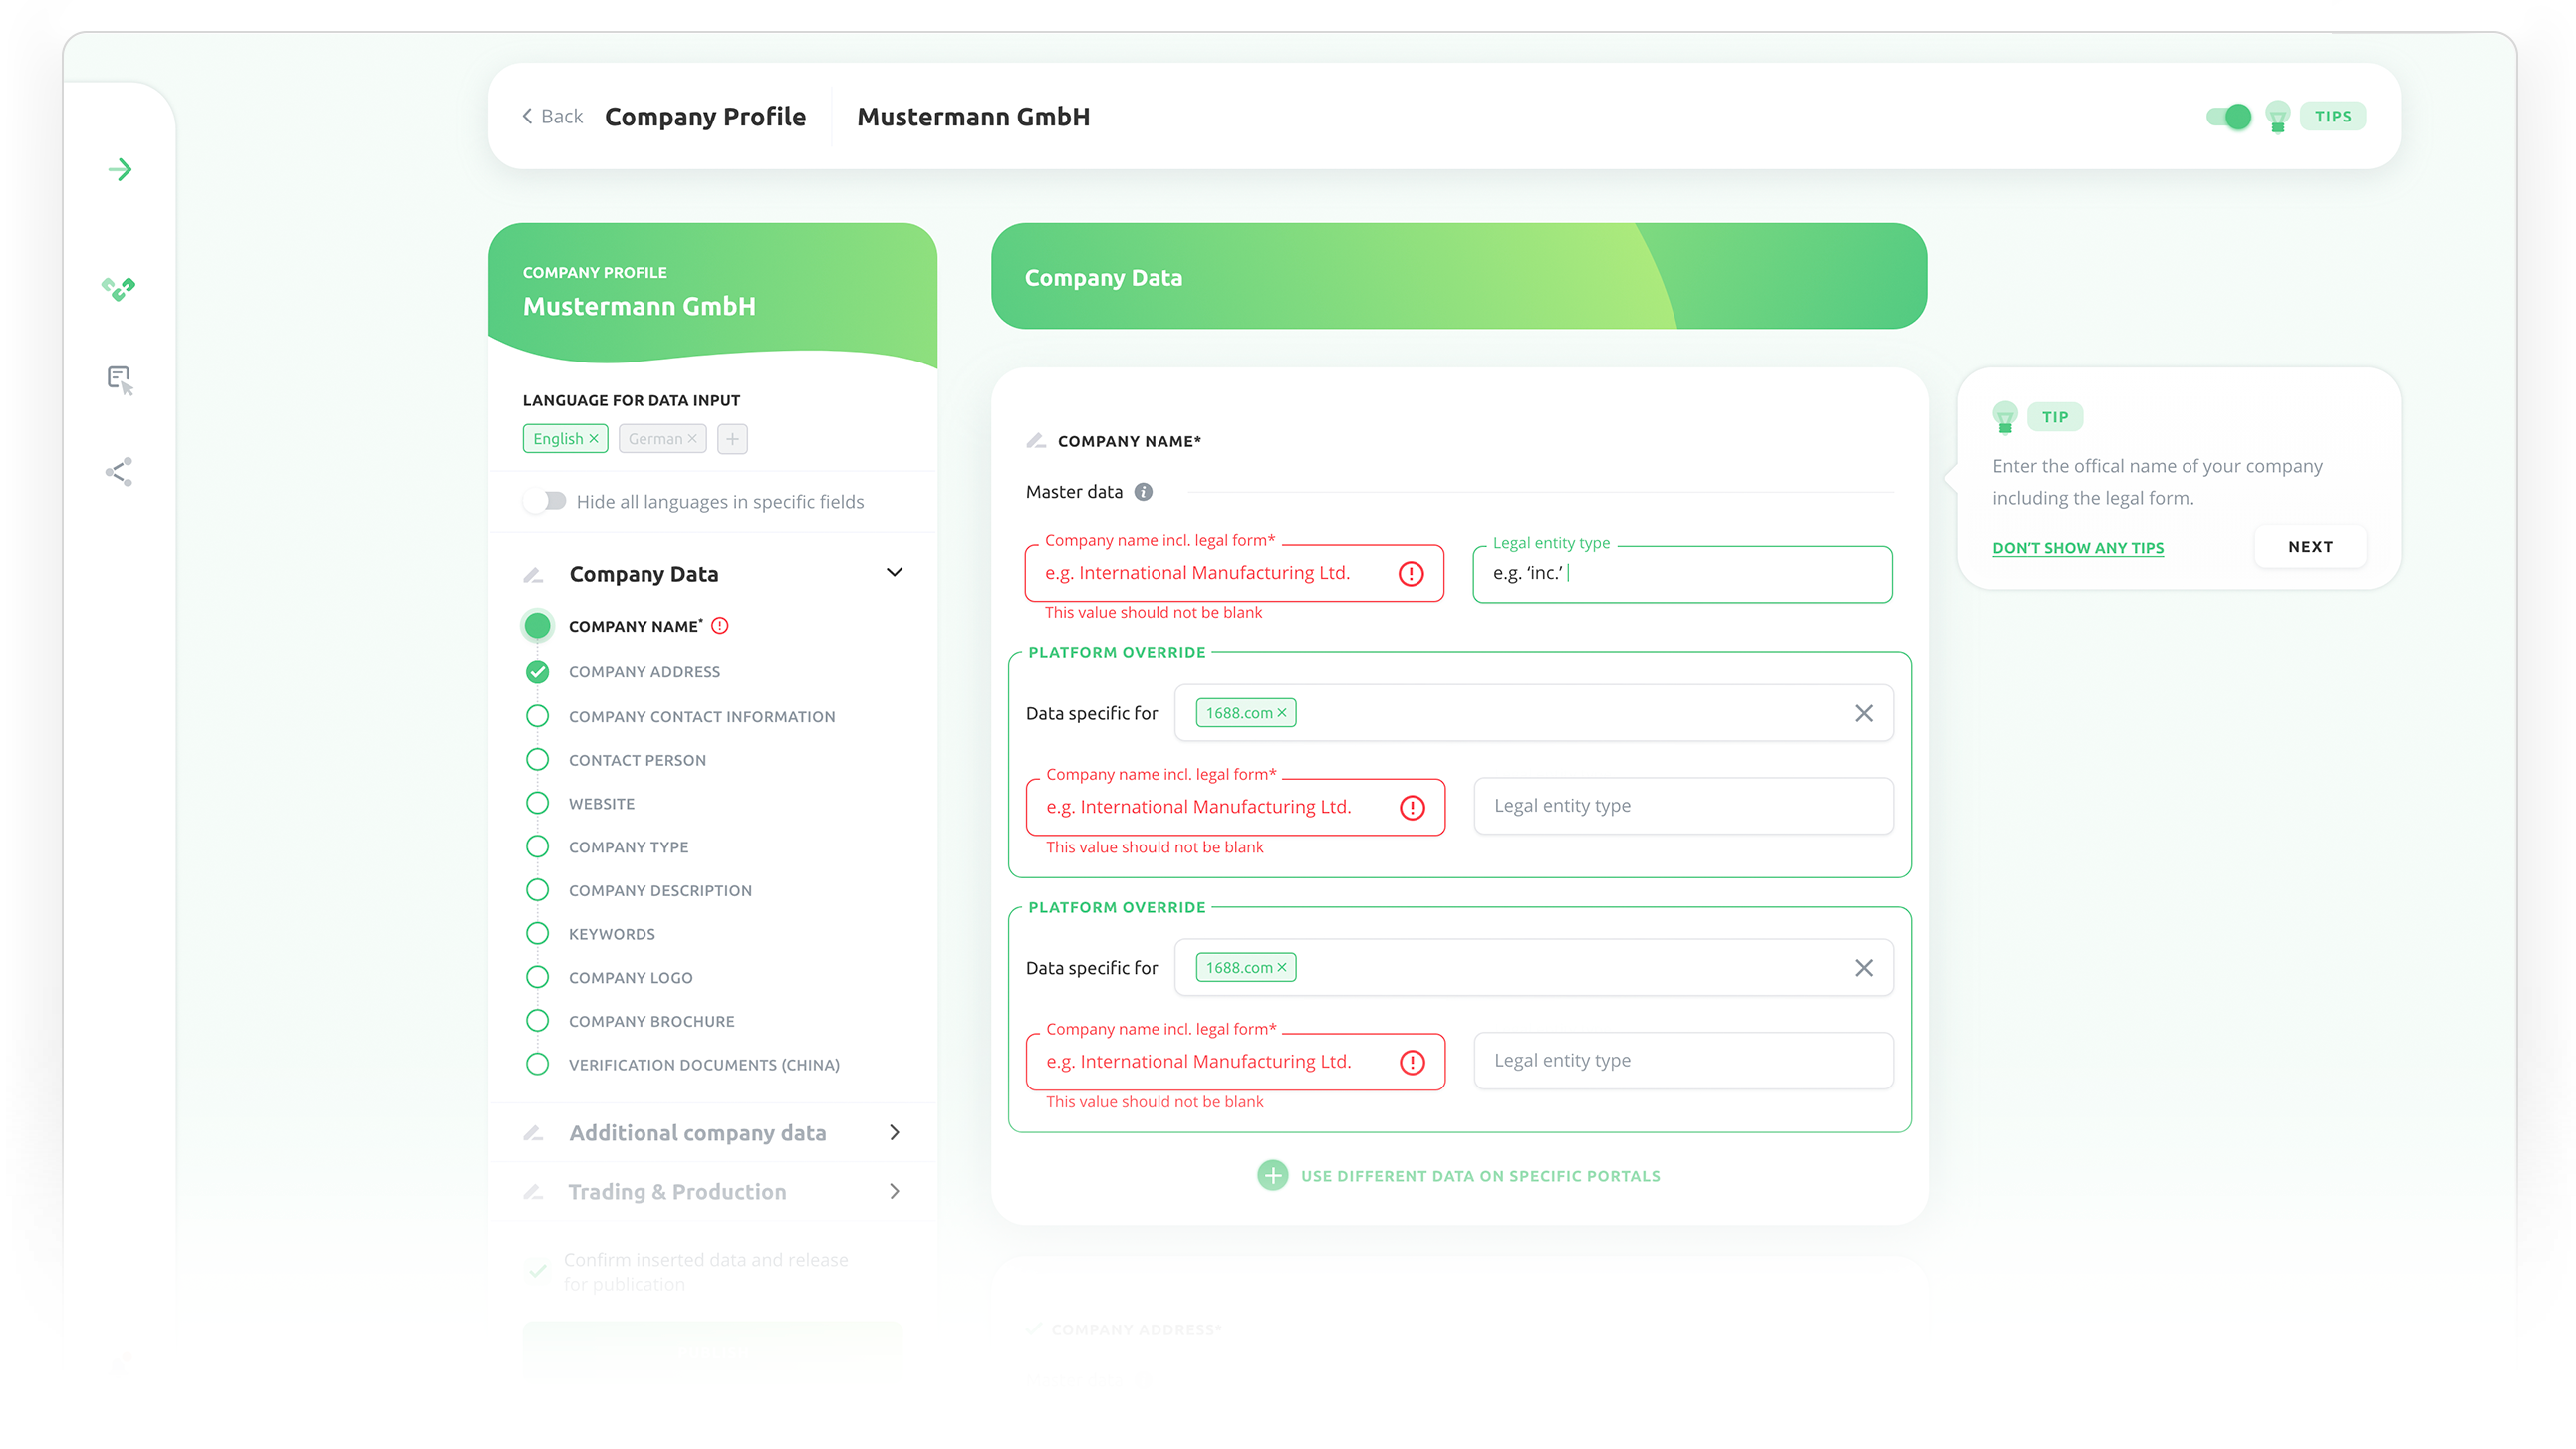 Back Company Profile Mustermann GmbH TIPS
COMPANY PROFILE
Mustermann GmbH
LANGUAGE FOR DATA INPUT
English German
Hide all languages in specific fields
Company Data
COMPANY NAME*
COMPANY ADDRESS
COMPANY CONTACT INFORMATION
CONTACT PERSON
WEBSITE
COMPANY TYPE
COMPANY DESCRIPTION
KEYWORDS
COMPANY LOGO
COMPANY BROCHURE
VERIFICATION DOCUMENTS (CHINA)
Additional company data
Trading & Production
Confirm inserted data and release
for publication
Company Data
COMPANY NAME*
Master data
Company name incl. legal form* Legal entity type
e.g. International Manufacturing Ltd. e.g. ‘inc.’
This value should not be blank
PLATFORM OVERRIDE
Data specific for 1688.com
Company name incl. legal form*
e.g. International Manufacturing Ltd. Legal entity type
This value should not be blank
PLATFORM OVERRIDE
Data specific for 1688.com
Company name incl. legal form*
e.g. International Manufacturing Ltd. Legal entity type
This value should not be blank
USE DIFFERENT DATA ON SPECIFIC PORTALS
COMPANY ADDRESS*
TIP
Enter the offical name of your company
including the legal form.
DON’T SHOW ANY TIPS NEXT